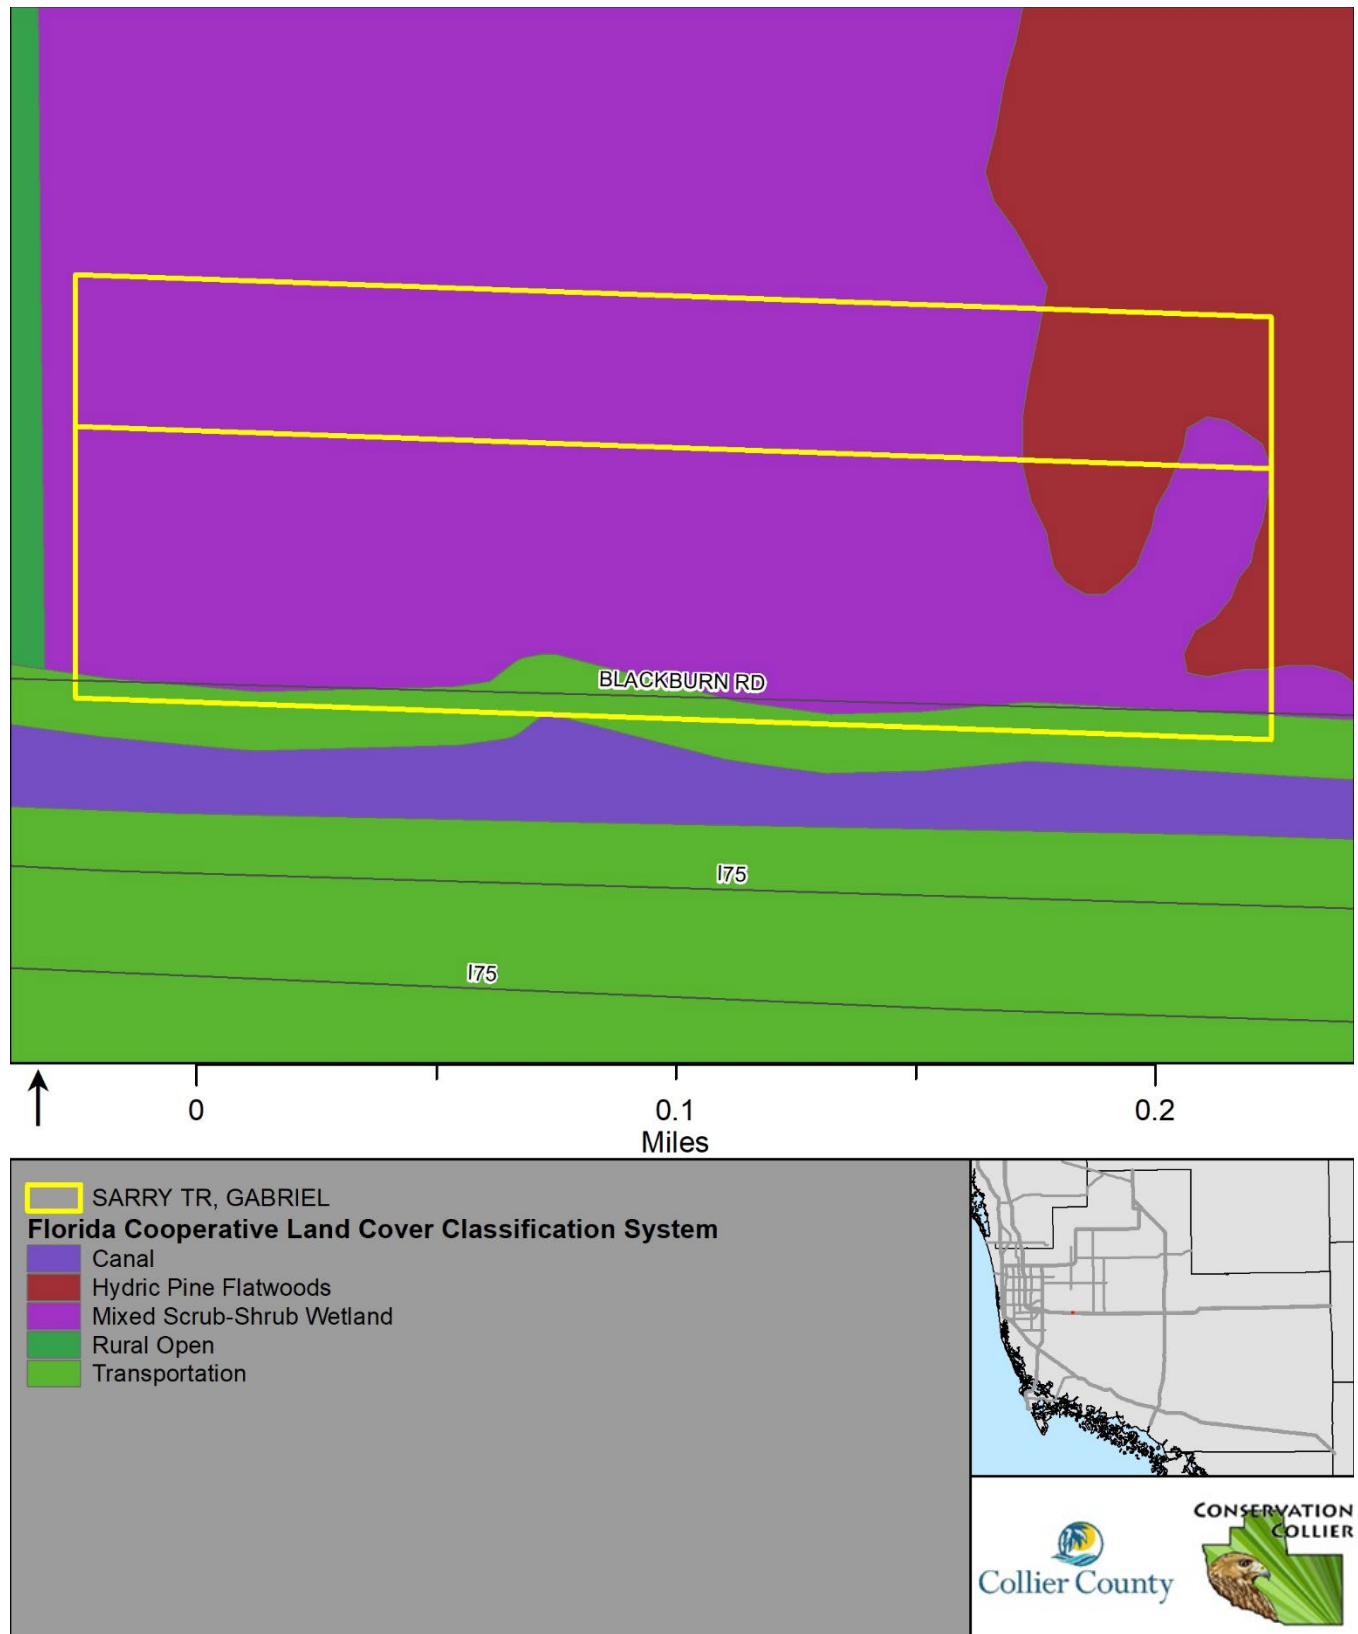 BLACKBURN RD
I75
I75
0 0.1 0.2
Miles
SARRY TR, GABRIEL
Florida Cooperative Land Cover Classification System
Canal
Hydric Pine Flatwoods
Mixed Scrub-Shrub Wetland
Rural Open
Transportation
Collier County
CONSERVATION
COLLIER